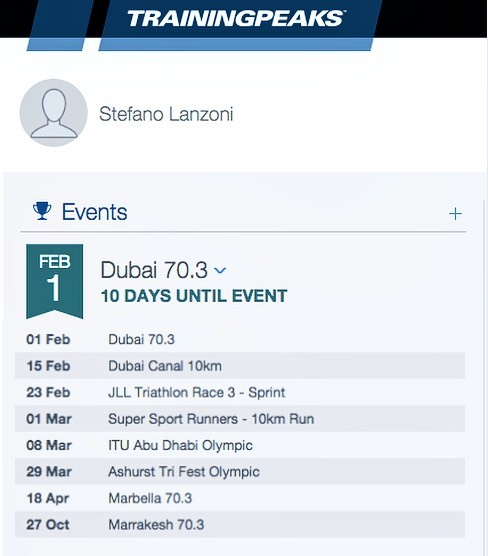 TRAININGPEAKS
Stefano Lanzoni
Events +
FEB
1
Dubai 70.3
10 DAYS UNTIL EVENT
01 Feb Dubai 70.3
15 Feb Dubai Canal 10km
23 Feb JLL Triathlon Race 3 - Sprint
01 Mar Super Sport Runners - 10km Run
08 Mar ITU Abu Dhabi Olympic
29 Mar Ashurst Tri Fest Olympic
18 Apr Marbella 70.3
27 Oct Marrakesh 70.3